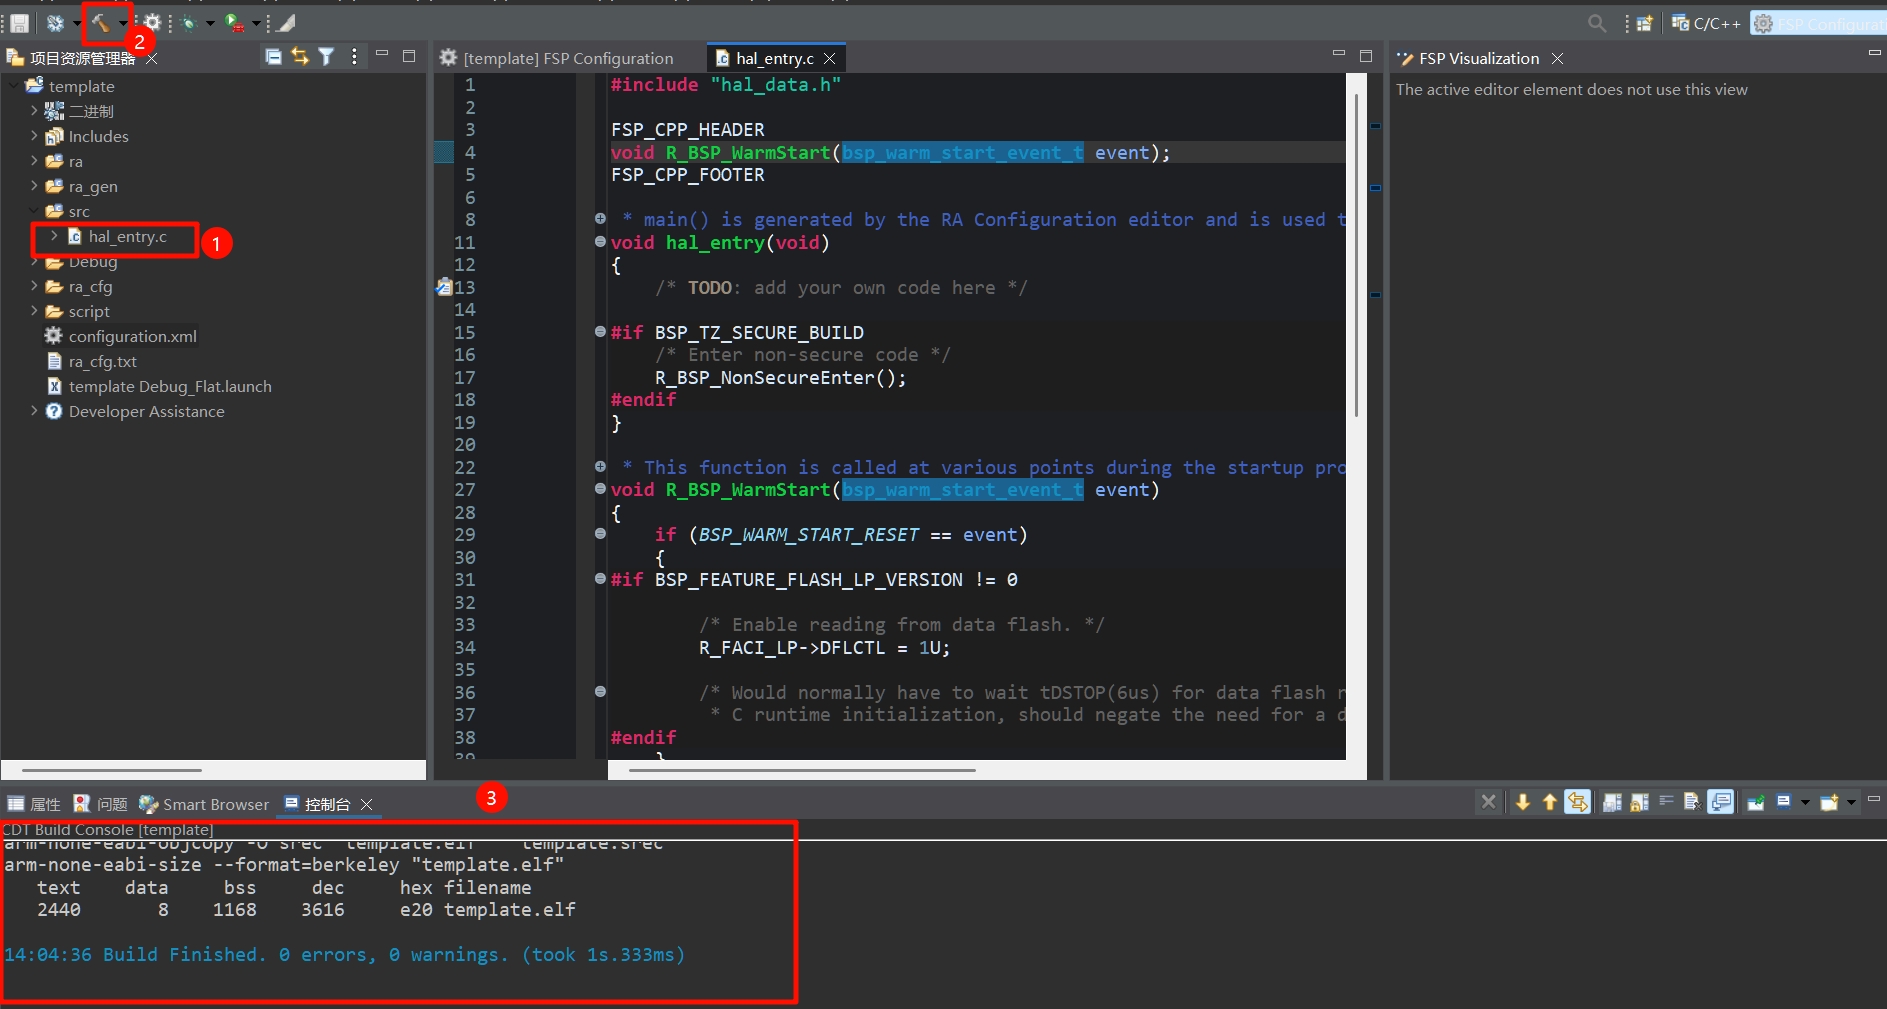 2
C/C++
FSP Configurati
项目资源管理器
template
二进制
Includes
ra
ra_gen
src
hal_entry.c
1
Debug
ra_cfg
script
configuration.xml
ra_cfg.txt
template Debug_Flat.launch
Developer Assistance
[template] FSP Configuration
hal_entry.c
1 #include "hal_data.h"
2
3 FSP_CPP_HEADER
4 void R_BSP_WarmStart(bsp_warm_start_event_t event);
5 FSP_CPP_FOOTER
6
8 * main() is generated by the RA Configuration editor and is used t
11 void hal_entry(void)
12 {
13 /* TODO: add your own code here */
14
15 #if BSP_TZ_SECURE_BUILD
16 /* Enter non-secure code */
17 R_BSP_NonSecureEnter();
18 #endif
19 }
20
22 * This function is called at various points during the startup pro
27 void R_BSP_WarmStart(bsp_warm_start_event_t event)
28 {
29 if (BSP_WARM_START_RESET == event)
30 {
31 #if BSP_FEATURE_FLASH_LP_VERSION != 0
32
33 /* Enable reading from data flash. */
34 R_FACI_LP->DFLCTL = 1U;
35
36 /* Would normally have to wait tDSTOP(6us) for data flash r
37 * C runtime initialization, should negate the need for a d
38 #endif
39 }
FSP Visualization
The active editor element does not use this view
属性
问题
Smart Browser
控制台
3
CDT Build Console [template]
arm-none-eabi-objcopy -O srec "template.elf" "template.srec"
arm-none-eabi-size --format=berkeley "template.elf"
text data bss dec hex filename
2440 8 1168 3616 e20 template.elf
14:04:36 Build Finished. 0 errors, 0 warnings. (took 1s.333ms)